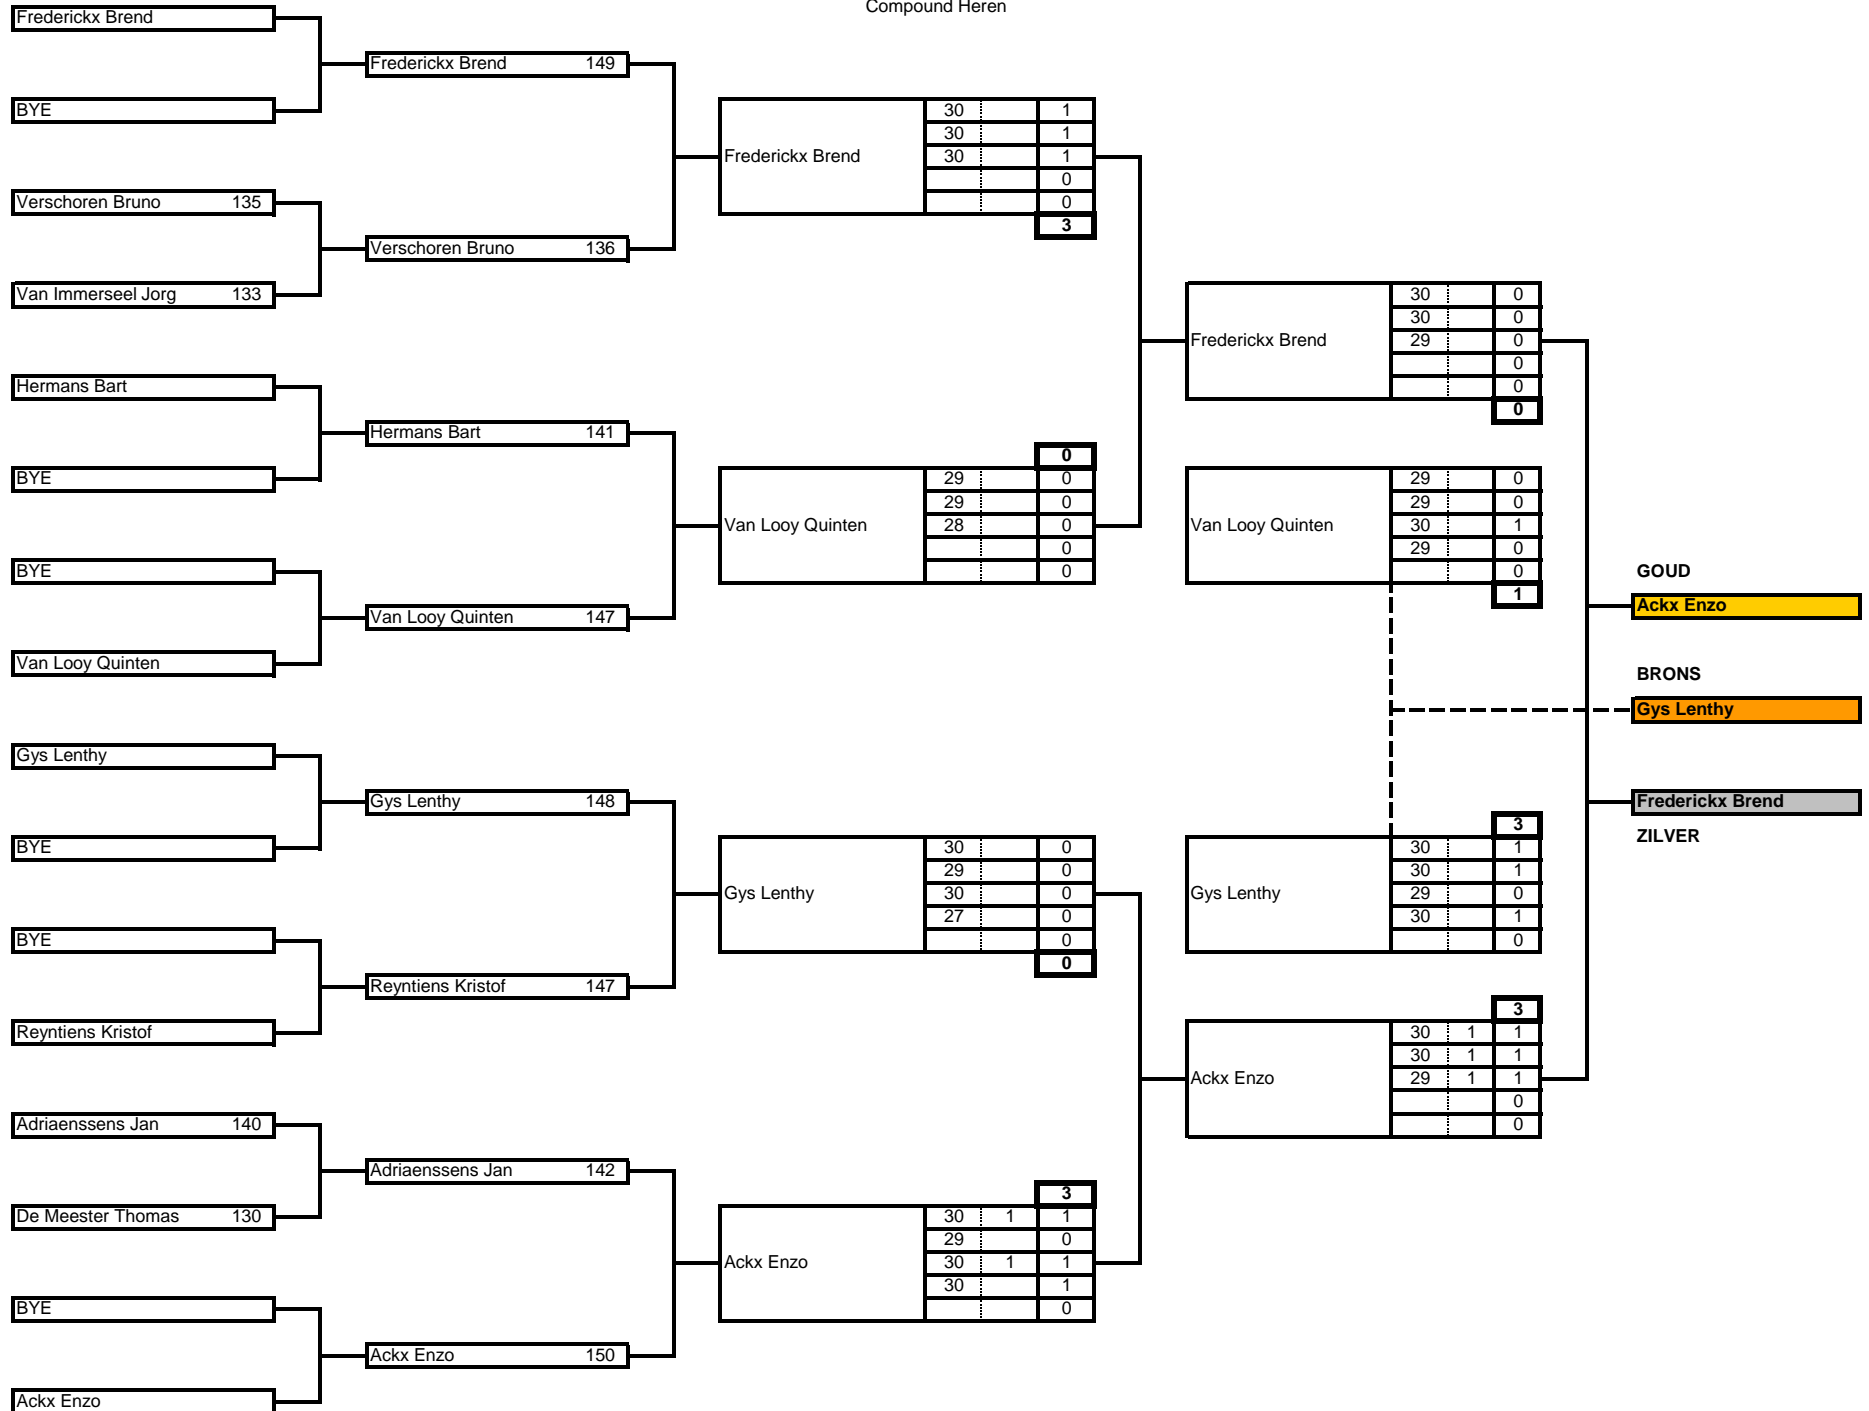 Compound Heren
Frederickx Brend
BYE
Verschoren Bruno 135
Van Immerseel Jorg 133
Hermans Bart
BYE
BYE
Van Looy Quinten
Gys Lenthy
BYE
BYE
Reyntiens Kristof
Adriaenssens Jan 140
De Meester Thomas 130
BYE
Ackx Enzo
Frederickx Brend 149
Verschoren Bruno 136
Hermans Bart 141
Van Looy Quinten 147
Gys Lenthy 148
Reyntiens Kristof 147
Adriaenssens Jan 142
Ackx Enzo 150
Frederickx Brend
30 1
30 1
30 1
0
0
3
Van Looy Quinten
0
29 0
29 0
28 0
0
0
Gys Lenthy
30 0
29 0
30 0
27 0
0
0
Ackx Enzo
3
30 1 1
29 0
30 1 1
30 1
0
Frederickx Brend
30 0
30 0
29 0
0
0
0
Van Looy Quinten
29 0
29 0
30 1
29 0
0
1
Gys Lenthy
3
30 1
30 1
29 0
30 1
0
Ackx Enzo
3
30 1 1
30 1 1
29 1 1
0
0
GOUD
Ackx Enzo
BRONS
Gys Lenthy
Frederickx Brend
ZILVER